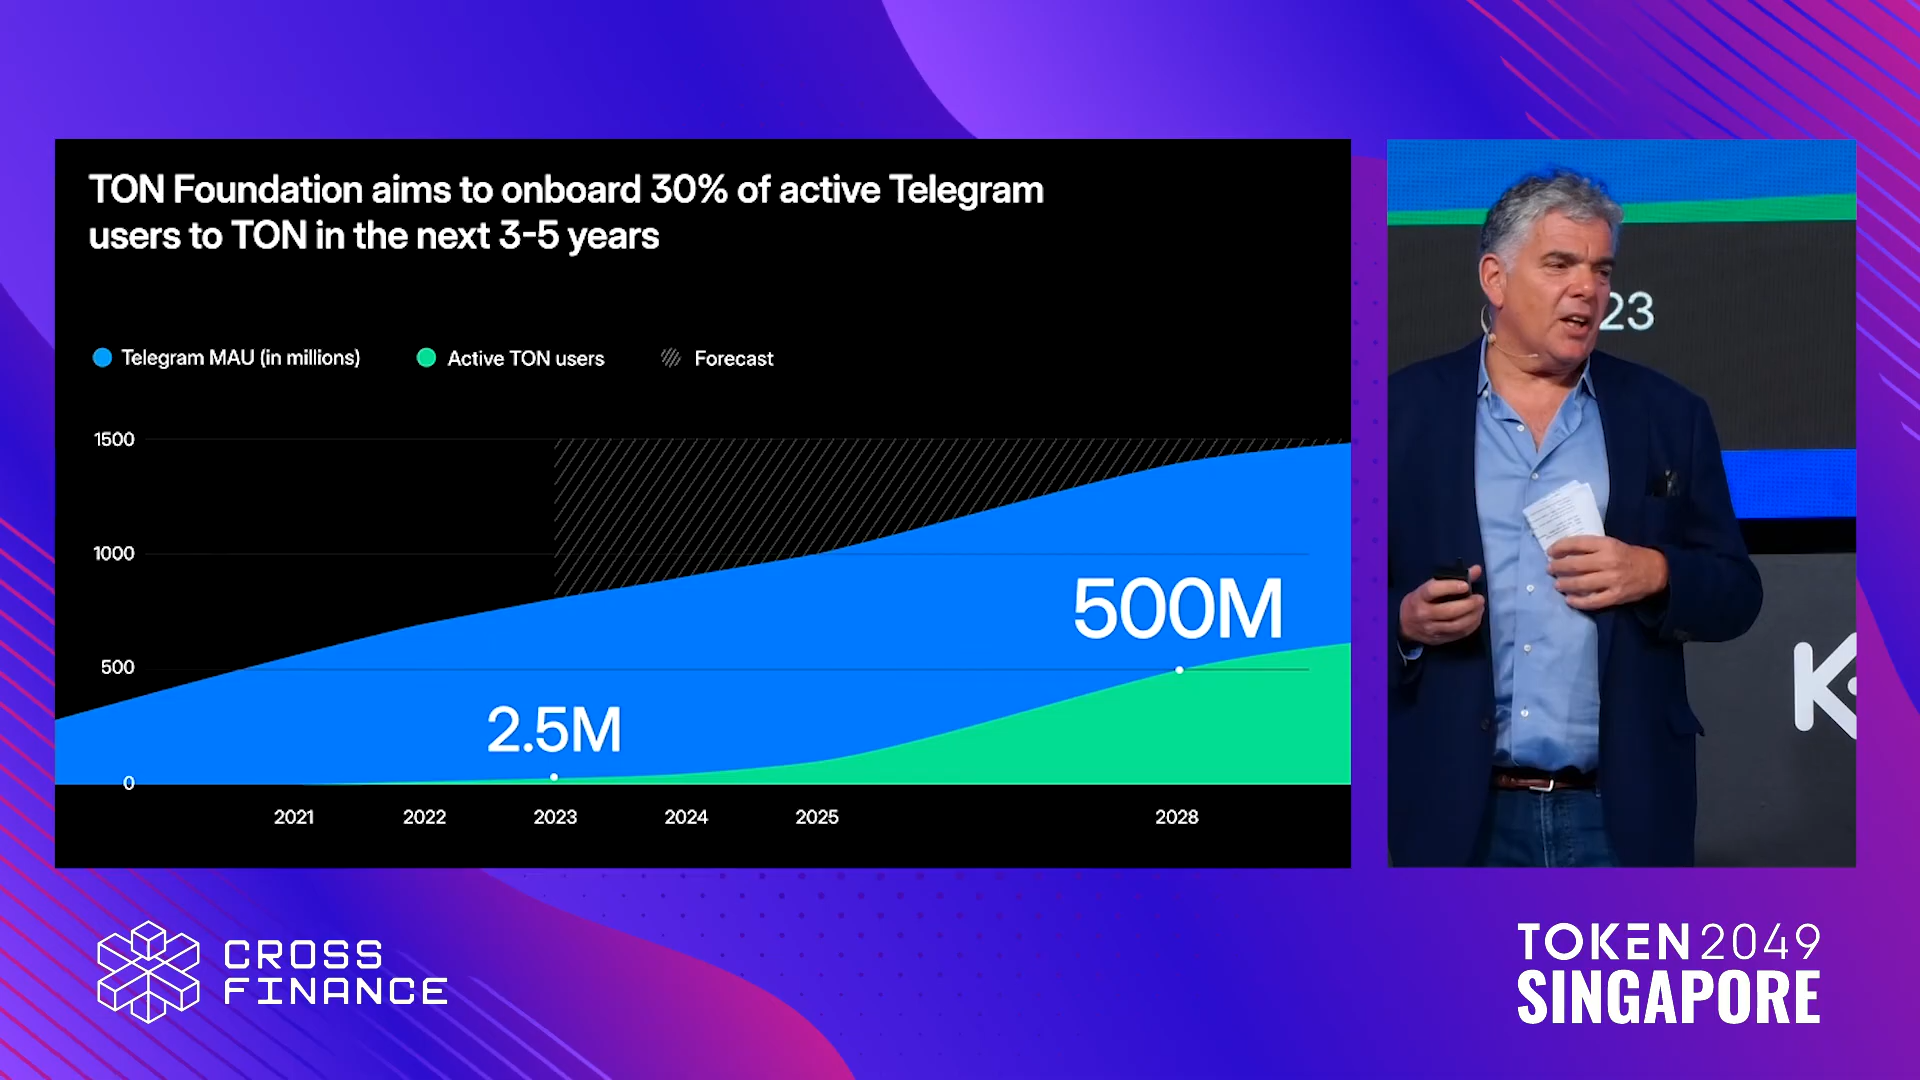 TON Foundation aims to onboard 30% of active Telegram
users to TON in the next 3-5 years
Telegram MAU (in millions)
Active TON users
Forecast
1500
1000
500
0
500M
2.5M
2021
2022
2023
2024
2025
2028
23
K
CROSS
FINANCE
TOKEN2049
SINGAPORE